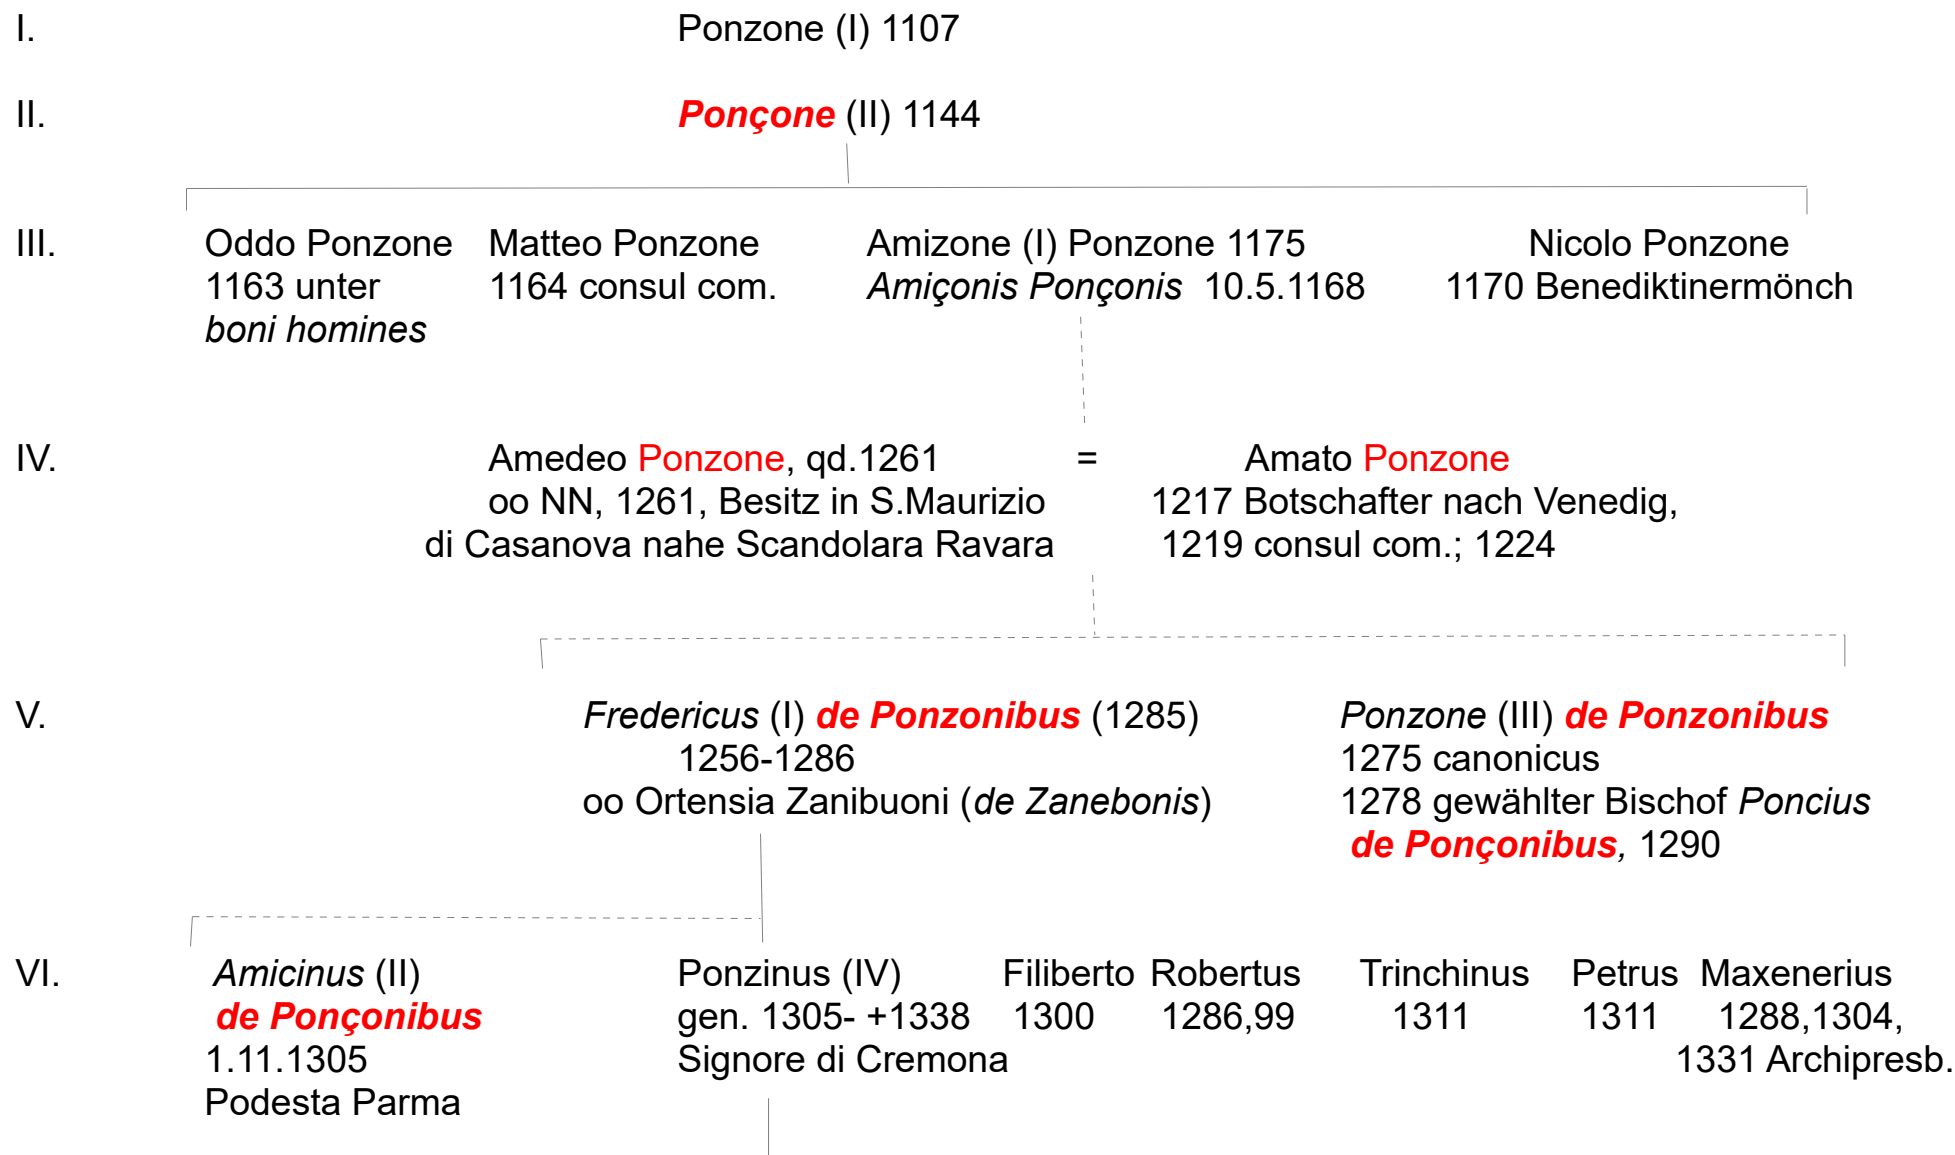 I. Ponzone (I) 1107
II. Ponçone (II) 1144
III. Oddo Ponzone Matteo Ponzone Amizone (I) Ponzone 1175 Nicolo Ponzone
1163 unter 1164 consul com. Amiçonis Ponçonis 10.5.1168 1170 Benediktinermönch
boni homines
IV. Amedeo Ponzone, qd.1261 = Amato Ponzone
oo NN, 1261, Besitz in S.Maurizio 1217 Botschafter nach Venedig,
di Casanova nahe Scandolara Ravara 1219 consul com.; 1224
V. Fredericus (I) de Ponzonibus (1285) Ponzone (III) de Ponzonibus
1256-1286 1275 canonicus
oo Ortensia Zanibuoni (de Zanebonis) 1278 gewählter Bischof Poncius
de Ponçonibus, 1290
VI. Amicinus (II) Ponzinus (IV) Filiberto Robertus Trinchinus Petrus Maxenerius
de Ponçonibus gen. 1305- +1338 1300 1286,99 1311 1311 1288,1304,
1.11.1305 Signore di Cremona 1331 Archipresb.
Podesta Parma